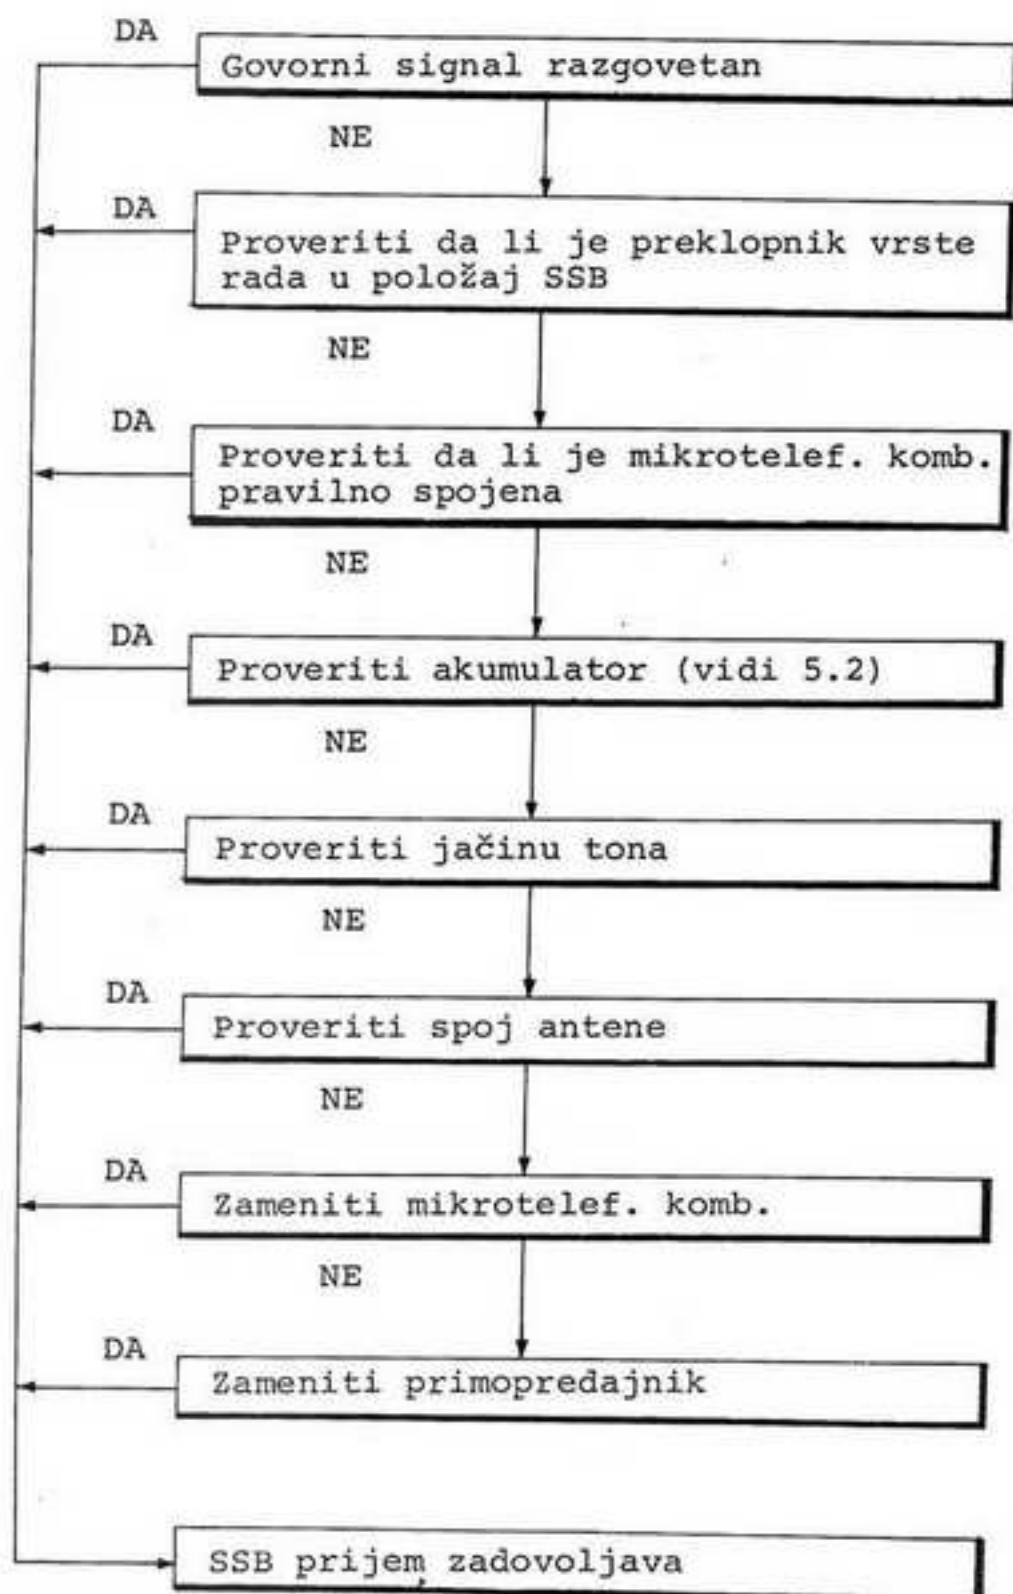 DA
Govorni signal razgovetan
NE
DA
Proveriti da li je preklopnik vrste
rada u položaj SSB
NE
DA
Proveriti da li je mikrotelef. komb.
pravilno spojena
NE
DA
Proveriti akumulator (vidi 5.2)
NE
DA
Proveriti jačinu tona
NE
DA
Proveriti spoj antene
NE
DA
Zameniti mikrotelef. komb.
NE
DA
Zameniti primopredajnik
SSB prijem zadovoljava